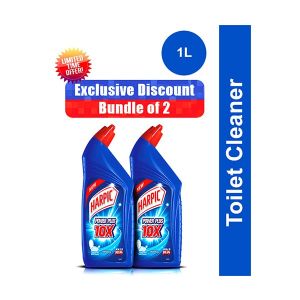 LIMITED TIME
OFFER!
1L
Exclusive Discount
Bundle of 2
Toilet Cleaner
HARPIC
POWER PLUS
10X
HARPIC
POWER PLUS
10X